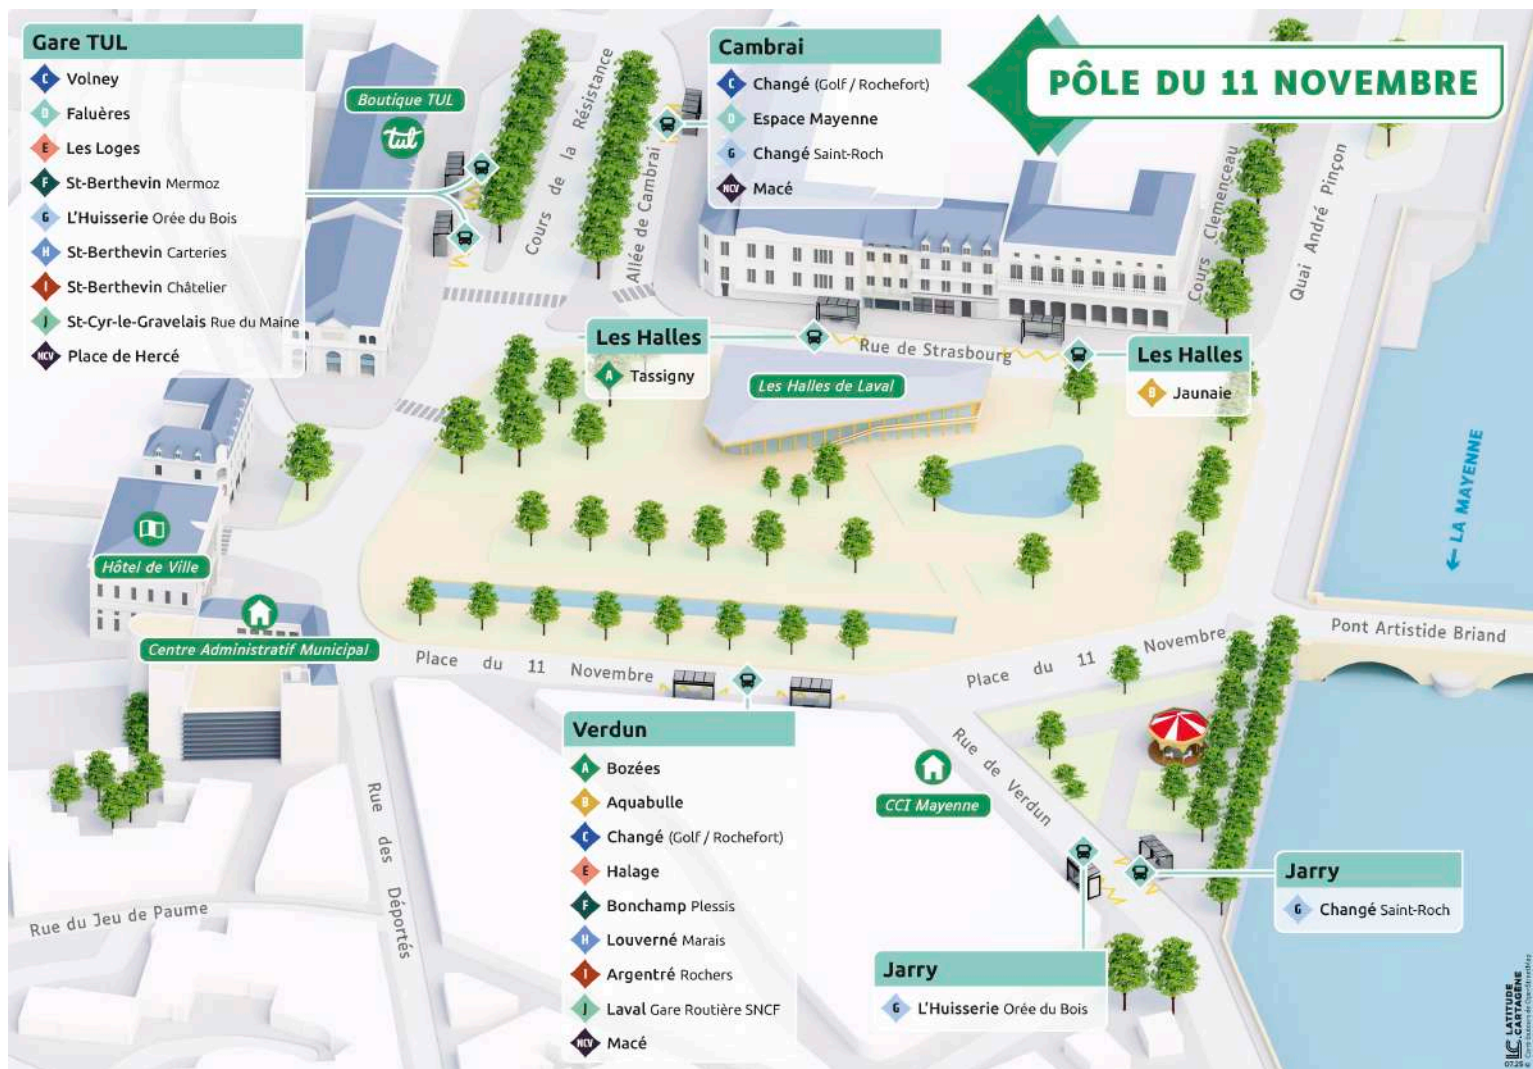 PÔLE DU 11 NOVEMBRE
Gare TUL
C Volney
D Faluères
E Les Loges
F St-Berthevin Mermoz
G L'Huisserie Orée du Bois
H St-Berthevin Carteries
I St-Berthevin Châtelier
J St-Cyr-le-Gravelais Rue du Maine
NCV Place de Hercé
Boutique TUL
tul
Cours de la Résistance
Allée de Cambrai
Cambrai
C Changé (Golf / Rochefort)
D Espace Mayenne
G Changé Saint-Roch
NCV Macé
Cours Clemenceau
Quai André Pinçon
Les Halles
A Tassigny
Rue de Strasbourg
Les Halles de Laval
Les Halles
B Jaunaie
← LA MAYENNE
Hôtel de Ville
Centre Administratif Municipal
Place du 11 Novembre
Place du 11 Novembre
Pont Artistide Briand
Verdun
A Bozées
B Aquabulle
C Changé (Golf / Rochefort)
E Halage
F Bonchamp Plessis
H Louverné Marais
I Argentré Rochers
J Laval Gare Routière SNCF
NCV Macé
Rue de Verdun
CCI Mayenne
Rue des Déportés
Rue du Jeu de Paume
Jarry
G Changé Saint-Roch
Jarry
G L'Huisserie Orée du Bois
LC LATITUDE
CARTAGÈNE